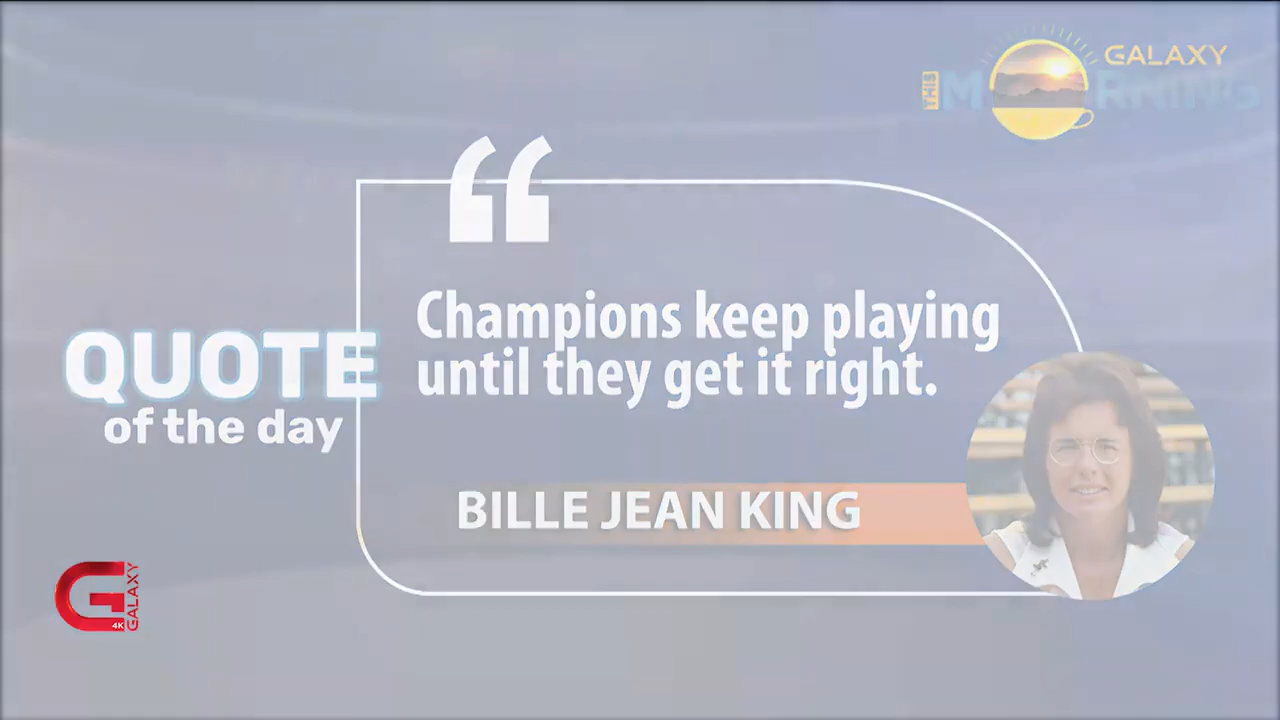 GALAXY
THIS MORNING
“
Champions keep playing
until they get it right.
QUOTE
of the day
BILLE JEAN KING
G
4K
GALAXY